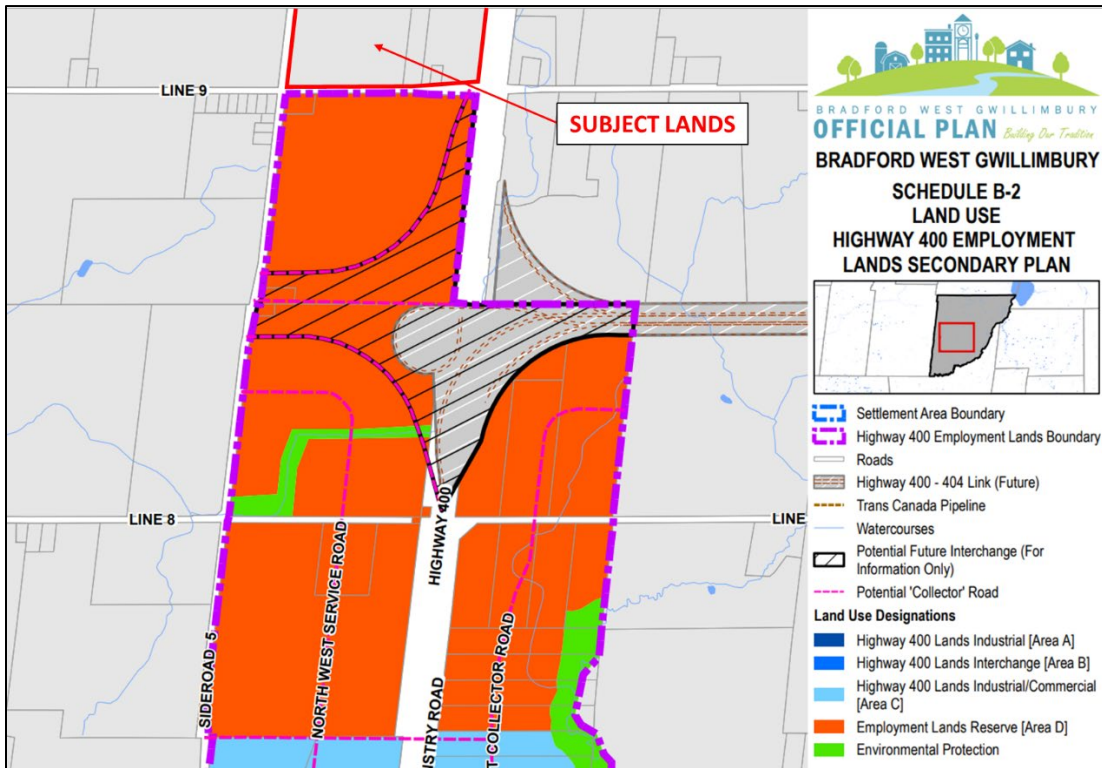 LINE 9
SUBJECT LANDS
LINE 8
LINE
SIDEROAD 5
NORTH WEST SERVICE ROAD
HIGHWAY 400
STRY ROAD
T COLLECTOR ROAD
BRADFORD WEST GWILLIMBURY
OFFICIAL PLAN Building Our Tradition
BRADFORD WEST GWILLIMBURY
SCHEDULE B-2
LAND USE
HIGHWAY 400 EMPLOYMENT
LANDS SECONDARY PLAN
Settlement Area Boundary
Highway 400 Employment Lands Boundary
Roads
Highway 400 - 404 Link (Future)
Trans Canada Pipeline
Watercourses
Potential Future Interchange (For
Information Only)
Potential 'Collector' Road
Land Use Designations
Highway 400 Lands Industrial [Area A]
Highway 400 Lands Interchange [Area B]
Highway 400 Lands Industrial/Commercial
[Area C]
Employment Lands Reserve [Area D]
Environmental Protection